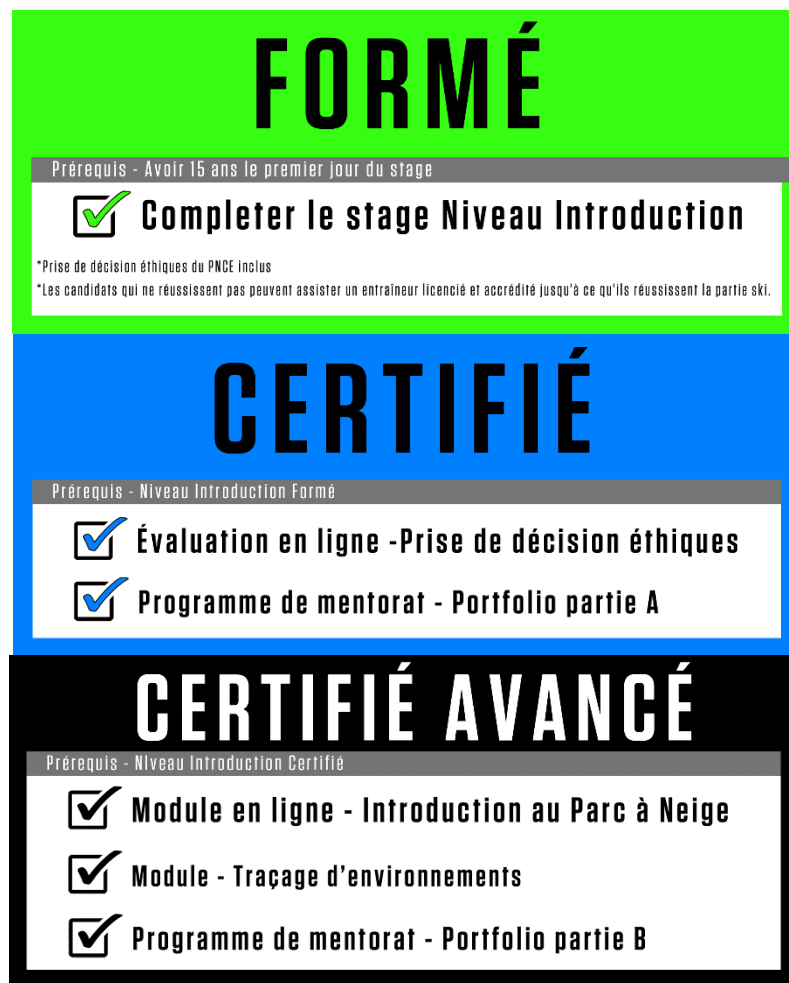 FORMÉ
Prérequis - Avoir 15 ans le premier jour du stage
Completer le stage Niveau Introduction
*Prise de décision éthiques du PNCE inclus
*Les candidats qui ne réussissent pas peuvent assister un entraîneur licencié et accrédité jusqu'à ce qu'ils réussissent la partie ski.
CERTIFIÉ
Prérequis - Niveau Introduction Formé
Évaluation en ligne -Prise de décision éthiques
Programme de mentorat - Portfolio partie A
CERTIFIÉ AVANCÉ
Prérequis - NIveau Introduction Certifié
Module en ligne - Introduction au Parc à Neige
Module - Traçage d'environnements
Programme de mentorat - Portfolio partie B